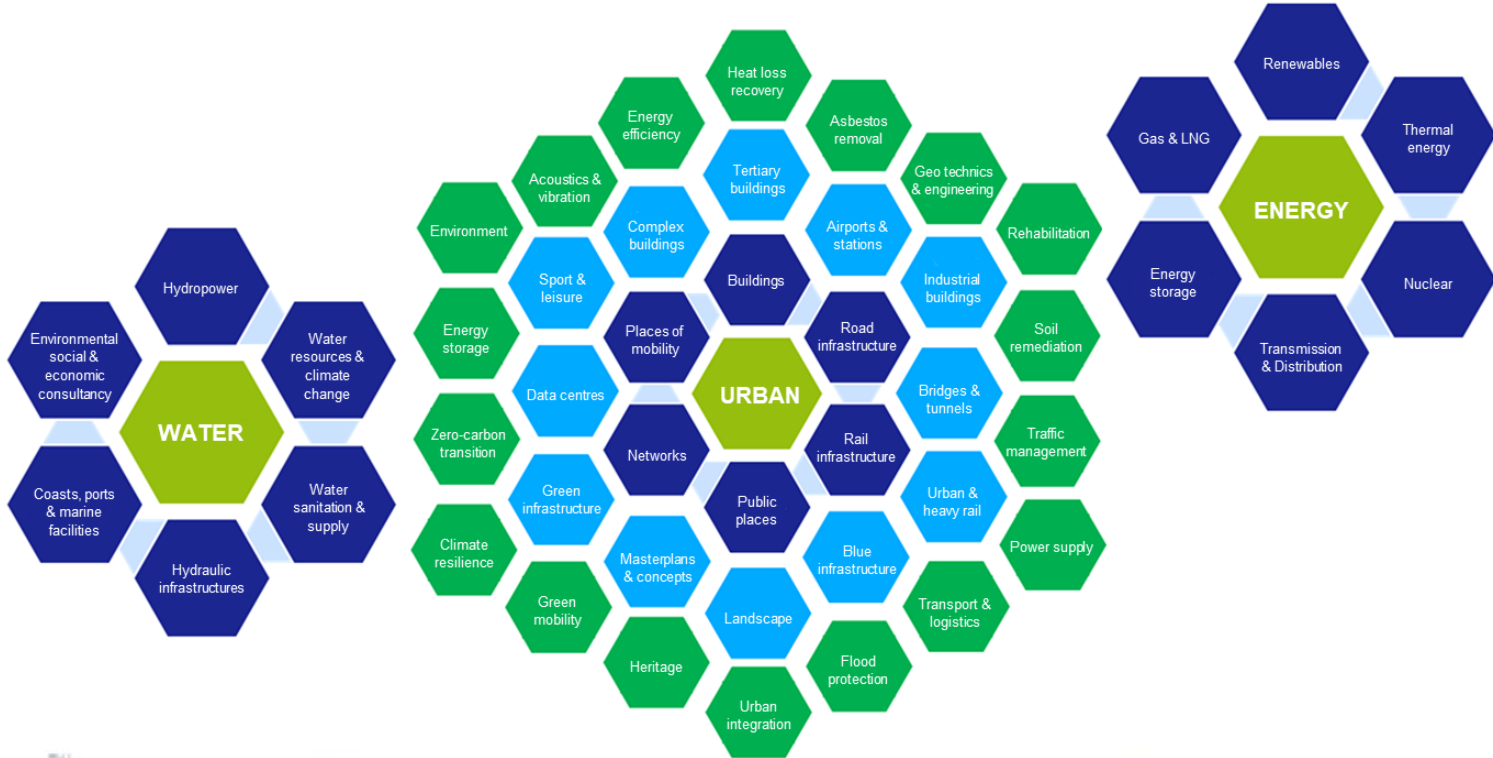 WATER
Hydropower
Water
resources &
climate
change
Water
sanitation &
supply
Hydraulic
infrastructures
Coasts, ports
& marine
facilities
Environmental
social &
economic
consultancy
URBAN
Buildings
Road
infrastructure
Rail
infrastructure
Public
places
Networks
Places of
mobility
Tertiary
buildings
Airports &
stations
Industrial
buildings
Bridges &
tunnels
Urban &
heavy rail
Blue
infrastructure
Landscape
Masterplans
& concepts
Green
infrastructure
Data centres
Sport &
leisure
Complex
buildings
Heat loss
recovery
Asbestos
removal
Geo technics
& engineering
Rehabilitation
Soil
remediation
Traffic
management
Power supply
Transport &
logistics
Flood
protection
Urban
integration
Heritage
Green
mobility
Climate
resilience
Zero-carbon
transition
Energy
storage
Environment
Acoustics &
vibration
Energy
efficiency
ENERGY
Renewables
Thermal
energy
Nuclear
Transmission
& Distribution
Energy
storage
Gas & LNG